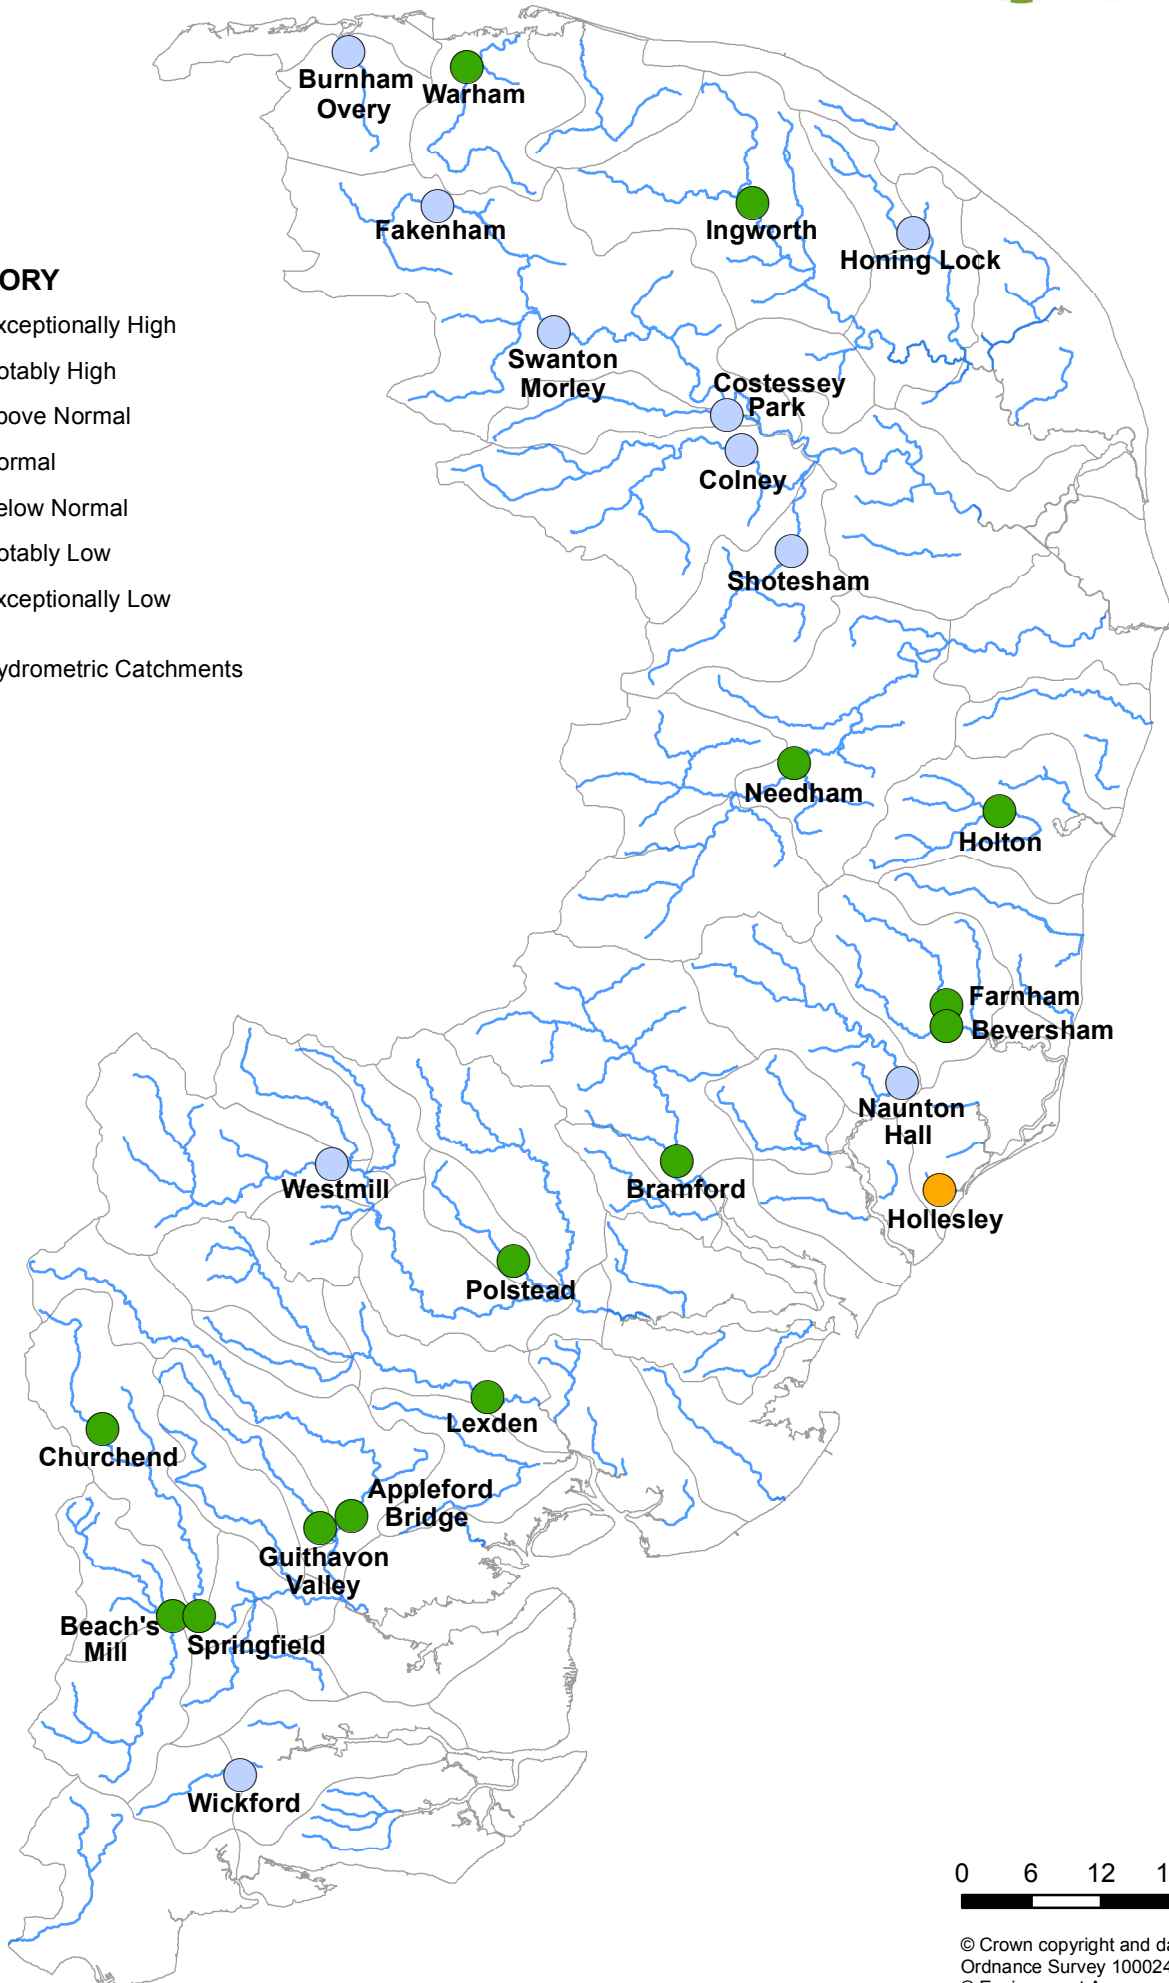 Burnham
Overy
Warham
Fakenham
Ingworth
Honing Lock
ORY
xceptionally High
otably High
bove Normal
ormal
elow Normal
otably Low
xceptionally Low
ydrometric Catchments
Swanton
Morley
Costessey
Park
Colney
Shotesham
Needham
Holton
Farnham
Beversham
Naunton
Hall
Westmill
Bramford
Hollesley
Polstead
Lexden
Churchend
Appleford
Bridge
Guithavon
Valley
Beach's
Mill
Springfield
Wickford
0 6 12 1
© Crown copyright and da
Ordnance Survey 100024